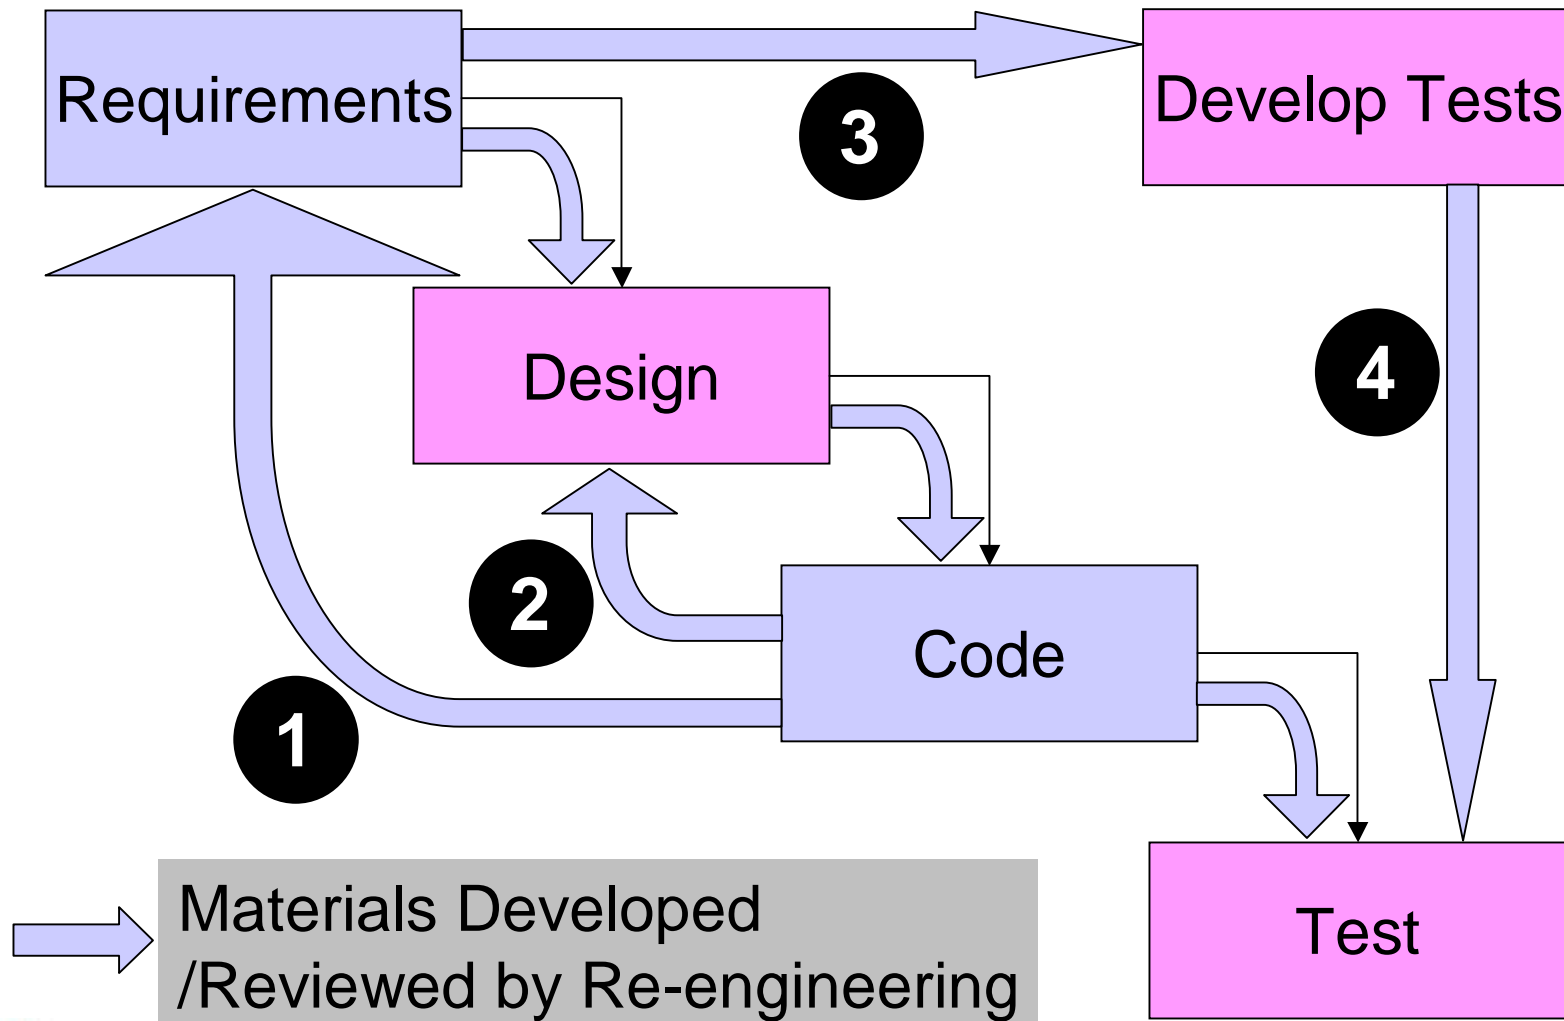 Requirements
Develop Tests
3
Design
4
2
Code
1
Materials Developed
/Reviewed by Re-engineering
Test